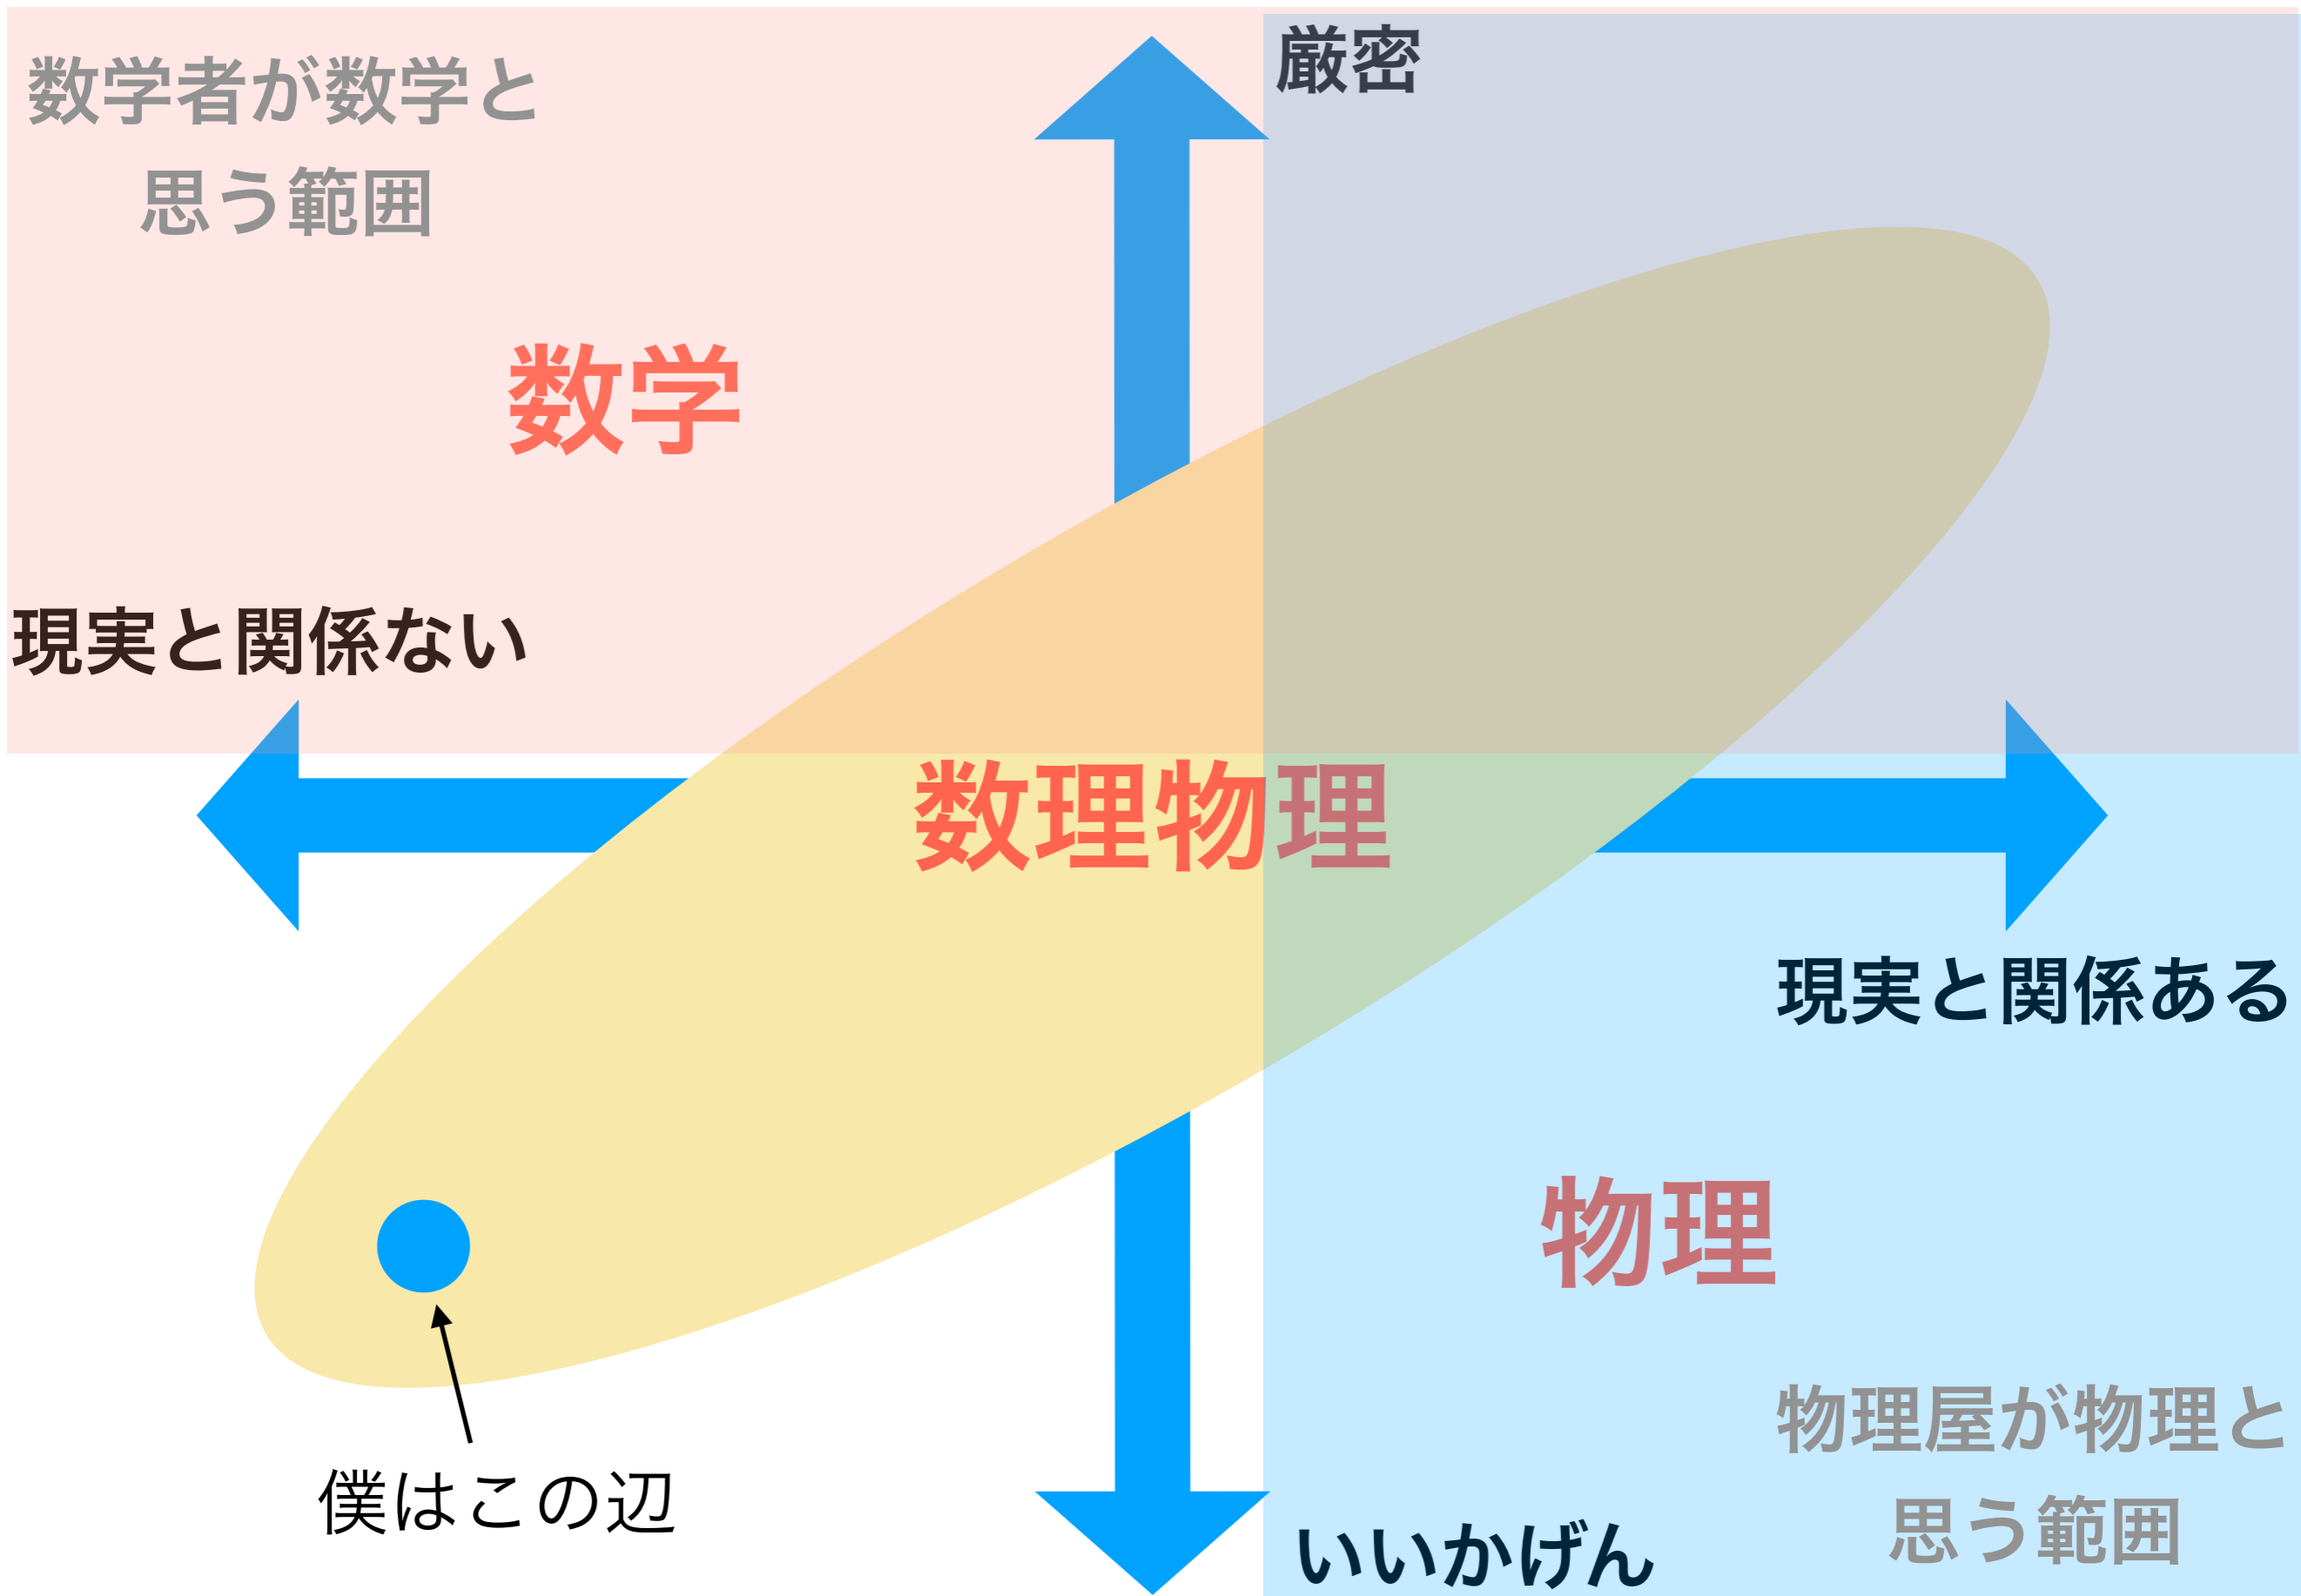 数学者が数学と
思う範囲
厳密
数学
現実と関係ない
数理物理
現実と関係ある
物理
物理屋が物理と
思う範囲
僕はこの辺
いいかげん